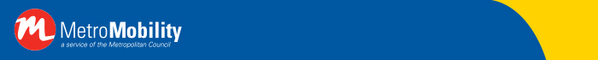 M MetroMobility
a service of the Metropolitan Council